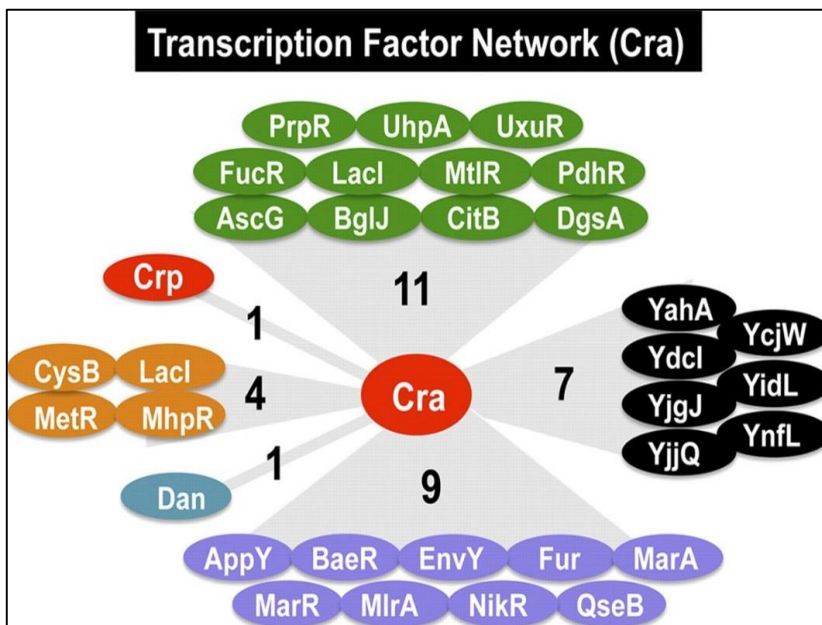 Transcription Factor Network (Cra)
PrpR UhpA UxuR
FucR LacI MtlR PdhR
AscG BglJ CitB DgsA
11
Crp
1
CysB LacI
MetR MhpR
4
Dan
1
Cra
7
YahA
YcjW
YdcI
YidL
YjgJ
YnfL
YjjQ
9
AppY BaeR EnvY Fur MarA
MarR MlrA NikR QseB